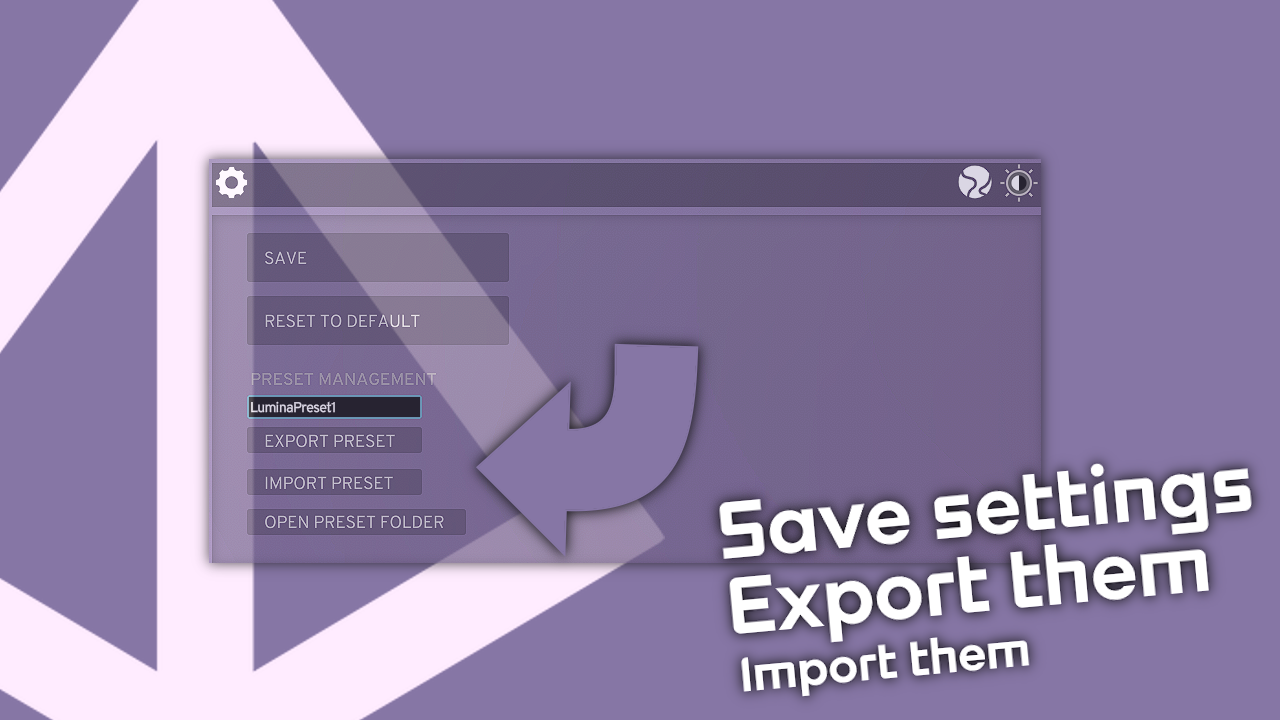 SAVE
RESET TO DEFAULT
PRESET MANAGEMENT
LuminaPreset1
EXPORT PRESET
IMPORT PRESET
OPEN PRESET FOLDER
Save settings
Export them
Import them